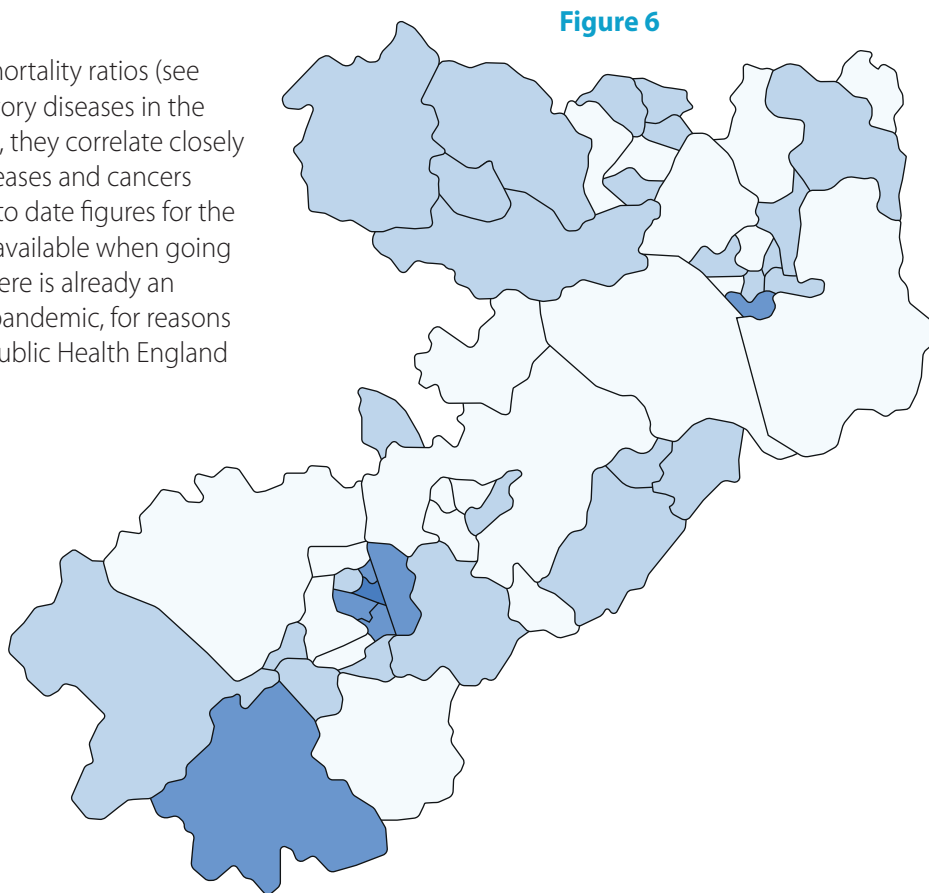 Figure 6
ortality ratios (see
ory diseases in the
, they correlate closely
eases and cancers
to date figures for the
available when going
ere is already an
pandemic, for reasons
ublic Health England